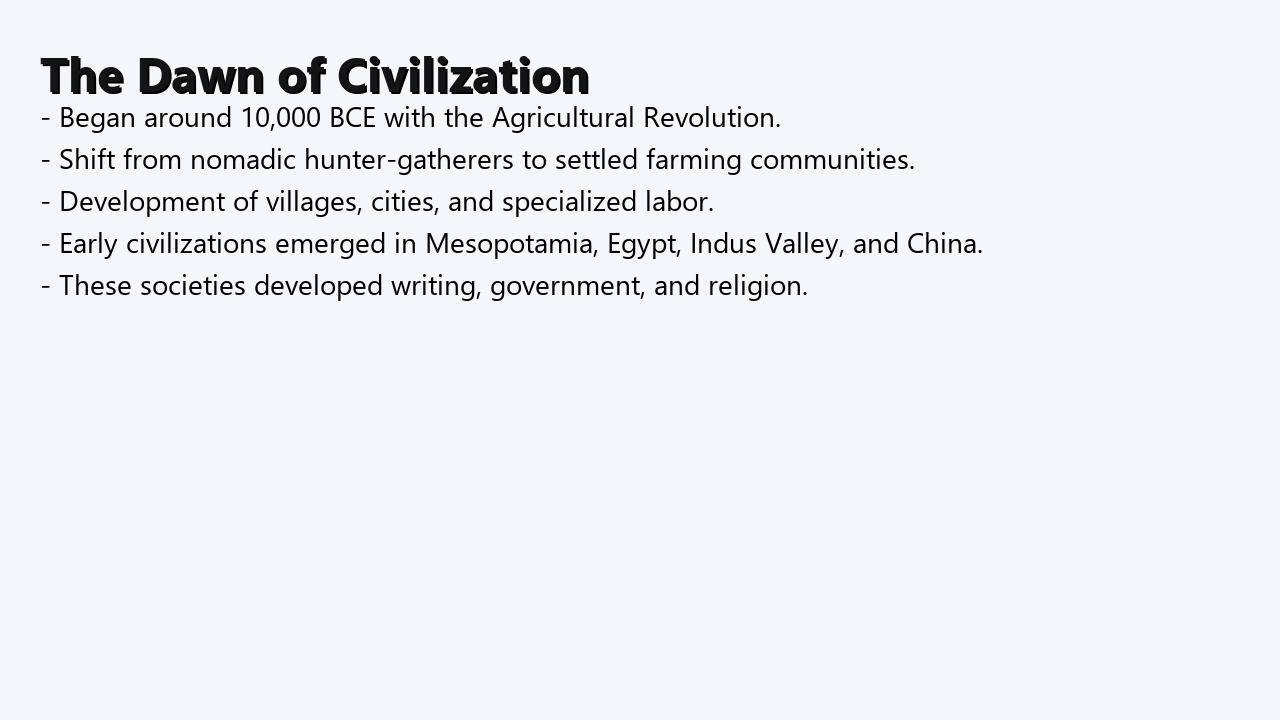 The Dawn of Civilization
- Began around 10,000 BCE with the Agricultural Revolution.
- Shift from nomadic hunter-gatherers to settled farming communities.
- Development of villages, cities, and specialized labor.
- Early civilizations emerged in Mesopotamia, Egypt, Indus Valley, and China.
- These societies developed writing, government, and religion.